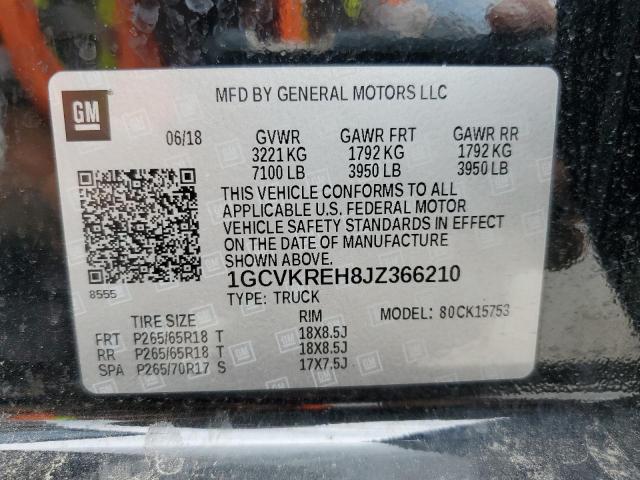 GM
MFD BY GENERAL MOTORS LLC
06/18 GVWR GAWR FRT GAWR RR
3221 KG 1792 KG 1792 KG
7100 LB 3950 LB 3950 LB
THIS VEHICLE CONFORMS TO ALL
APPLICABLE U.S. FEDERAL MOTOR
VEHICLE SAFETY STANDARDS IN EFFECT
ON THE DATE OF MANUFACTURE
SHOWN ABOVE.
8555
1GCVKREH8JZ366210
TYPE: TRUCK
MODEL: 80CK15753
TIRE SIZE RIM
FRT P265/65R18 T 18X8.5J
RR P265/65R18 T 18X8.5J
SPA P265/70R17 S 17X7.5J